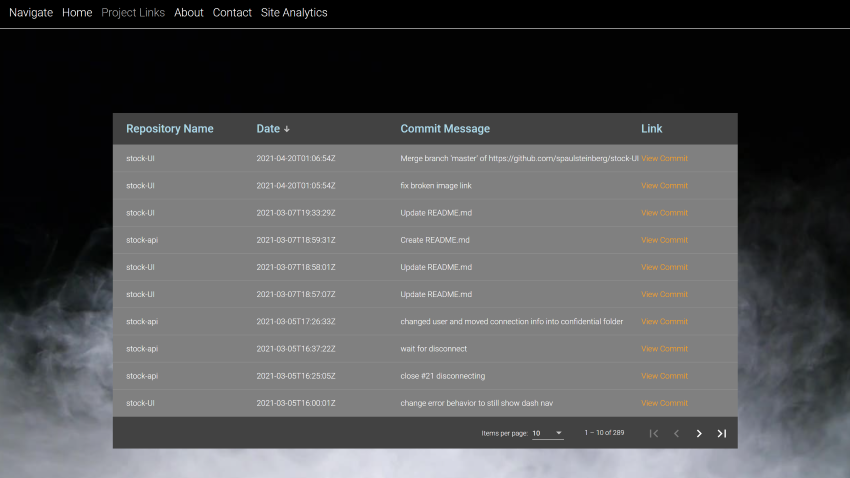 Navigate Home Project Links About Contact Site Analytics
Repository Name Date Commit Message Link
stock-UI 2021-04-20T01:06:54Z Merge branch 'master' of https://github.com/spaulsteinberg/stock-UI View Commit
stock-UI 2021-04-20T01:05:54Z fix broken image link View Commit
stock-UI 2021-03-07T19:33:29Z Update README.md View Commit
stock-api 2021-03-07T18:59:31Z Create README.md View Commit
stock-UI 2021-03-07T18:58:01Z Update README.md View Commit
stock-UI 2021-03-07T18:57:07Z Update README.md View Commit
stock-api 2021-03-05T17:26:33Z changed user and moved connection info into confidential folder View Commit
stock-api 2021-03-05T16:37:22Z wait for disconnect View Commit
stock-api 2021-03-05T16:25:05Z close #21 disconnecting View Commit
stock-UI 2021-03-05T16:00:01Z change error behavior to still show dash nav View Commit
Items per page: 10 1 – 10 of 289